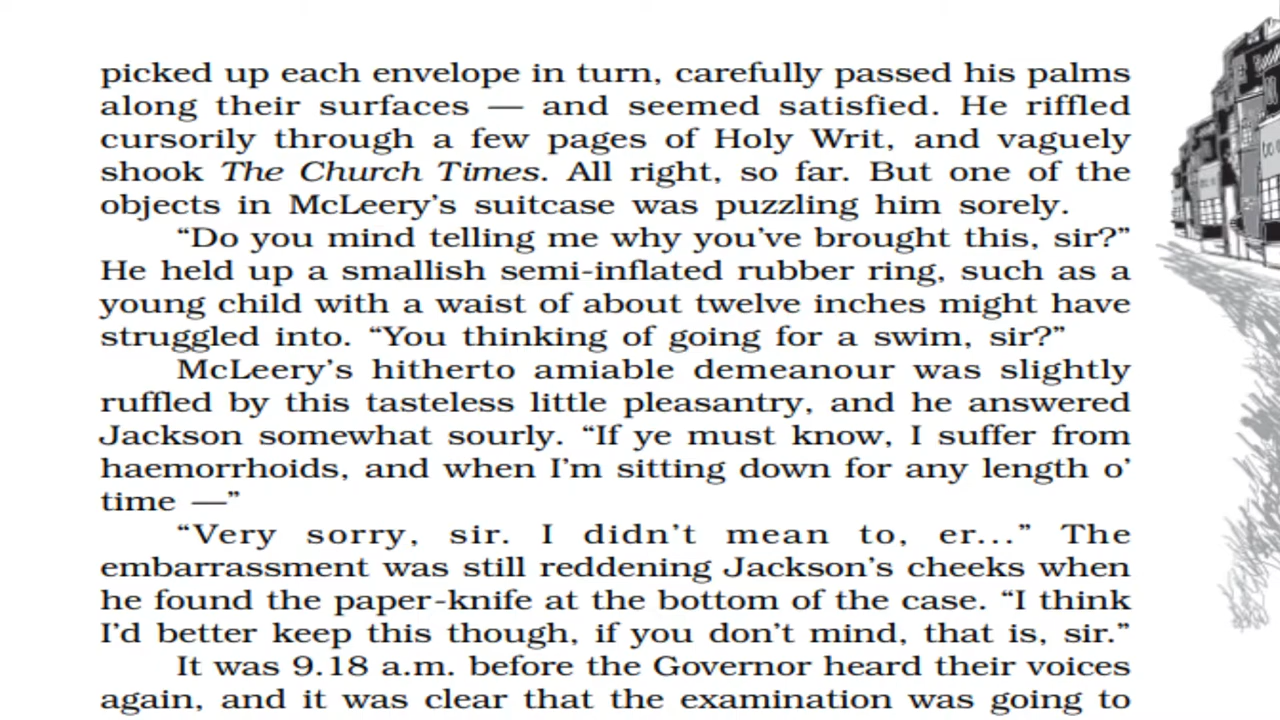 picked up each envelope in turn, carefully passed his palms
along their surfaces — and seemed satisfied. He riffled
cursorily through a few pages of Holy Writ, and vaguely
shook The Church Times. All right, so far. But one of the
objects in McLeery’s suitcase was puzzling him sorely.
“Do you mind telling me why you’ve brought this, sir?”
He held up a smallish semi-inflated rubber ring, such as a
young child with a waist of about twelve inches might have
struggled into. “You thinking of going for a swim, sir?”
McLeery’s hitherto amiable demeanour was slightly
ruffled by this tasteless little pleasantry, and he answered
Jackson somewhat sourly. “If ye must know, I suffer from
haemorrhoids, and when I’m sitting down for any length o’
time —”
“Very sorry, sir. I didn’t mean to, er...” The
embarrassment was still reddening Jackson’s cheeks when
he found the paper-knife at the bottom of the case. “I think
I’d better keep this though, if you don’t mind, that is, sir.”
It was 9.18 a.m. before the Governor heard their voices
again, and it was clear that the examination was going to